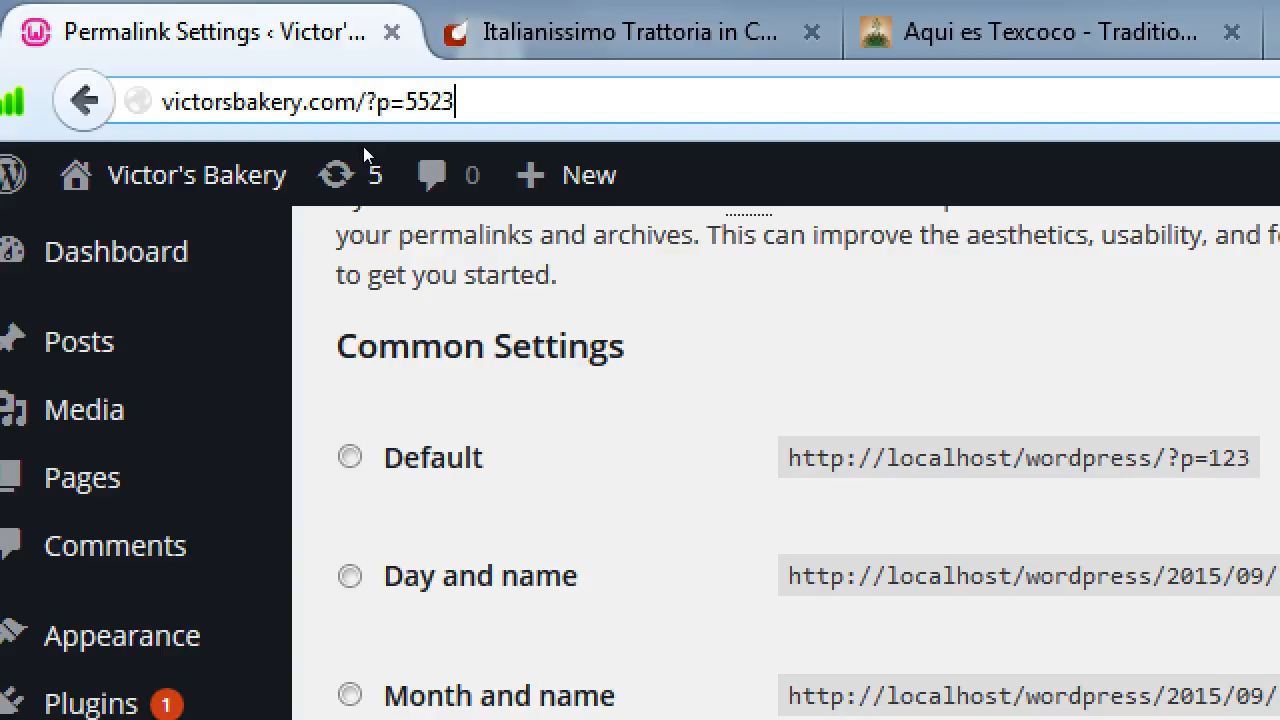 Permalink Settings ‹ Victor'...
Italianissimo Trattoria in C...
Aqui es Texcoco - Traditio...
victorsbakery.com/?p=5523
Victor's Bakery 5 0 New
your permalinks and archives. This can improve the aesthetics, usability, and fo
to get you started.
Dashboard
Posts
Media
Pages
Comments
Appearance
Plugins 1
Common Settings
Default http://localhost/wordpress/?p=123
Day and name http://localhost/wordpress/2015/09/
Month and name http://localhost/wordpress/2015/09/